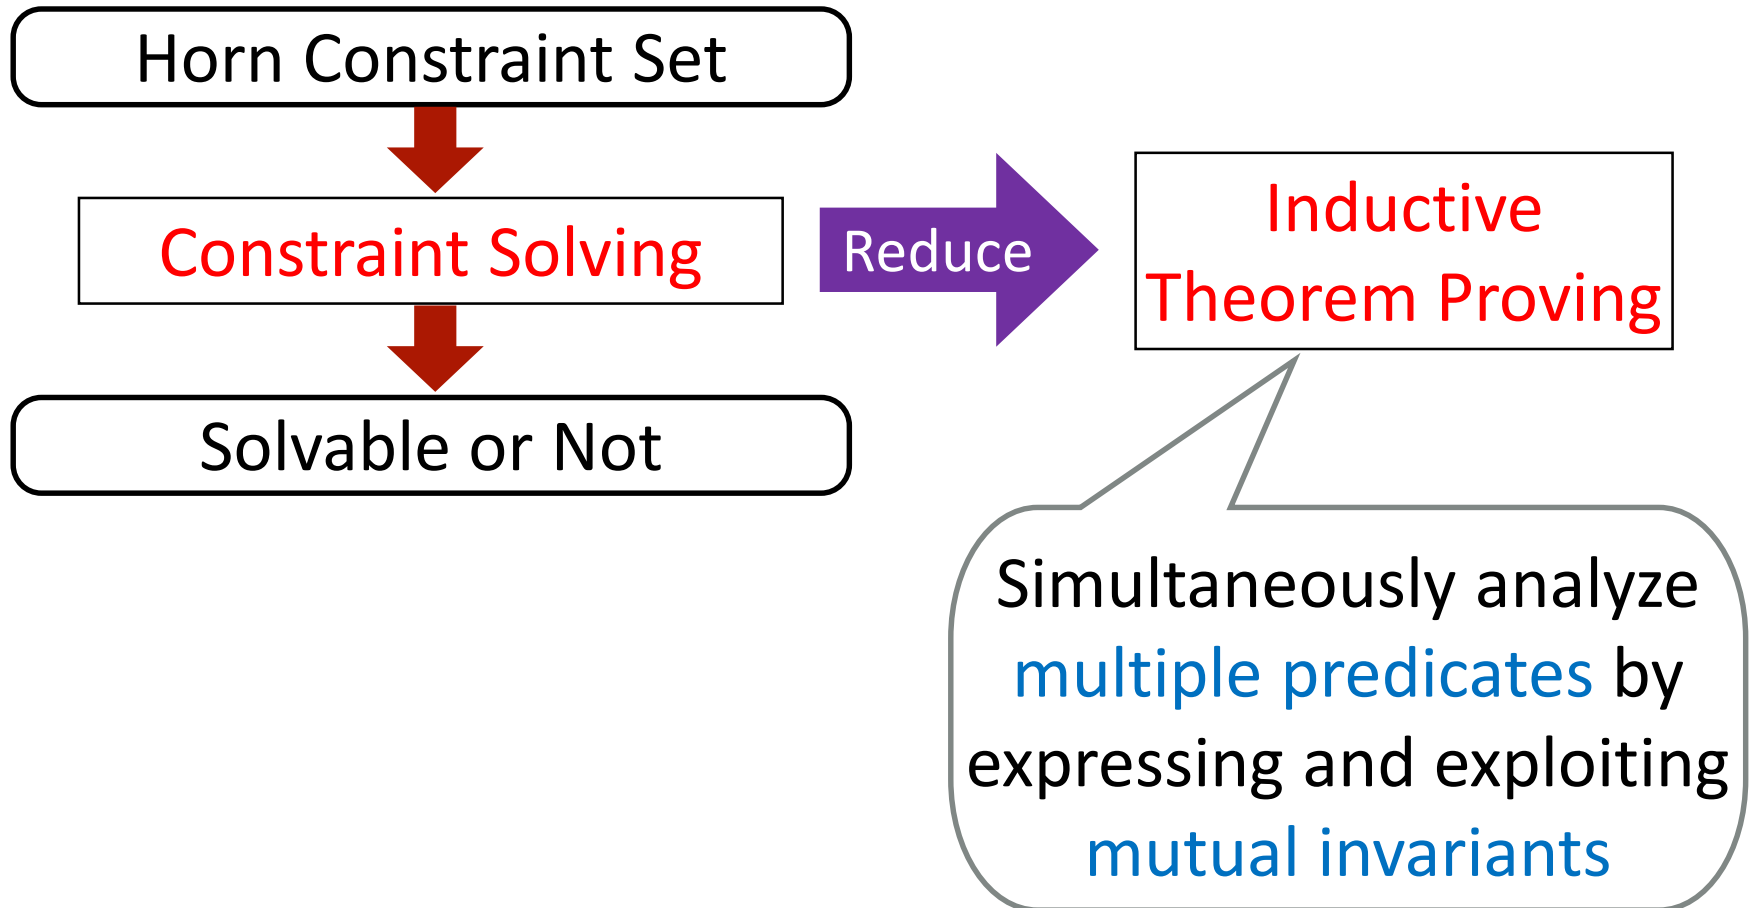 Horn Constraint Set
Constraint Solving
Solvable or Not
Reduce
Inductive
Theorem Proving
Simultaneously analyze
multiple predicates by
expressing and exploiting
mutual invariants